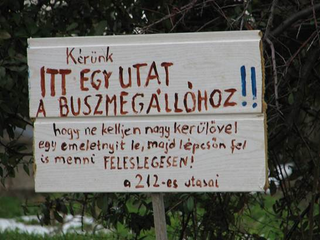 Kérünk
ITT EGY UTAT
A BUSZMEGÁLLÓHOZ!!
hogy ne kelljen nagy kerülővel
egy emeletnyit le, majd lépcsőn fel
is menni FELESLEGESEN!
a 212-es utasai